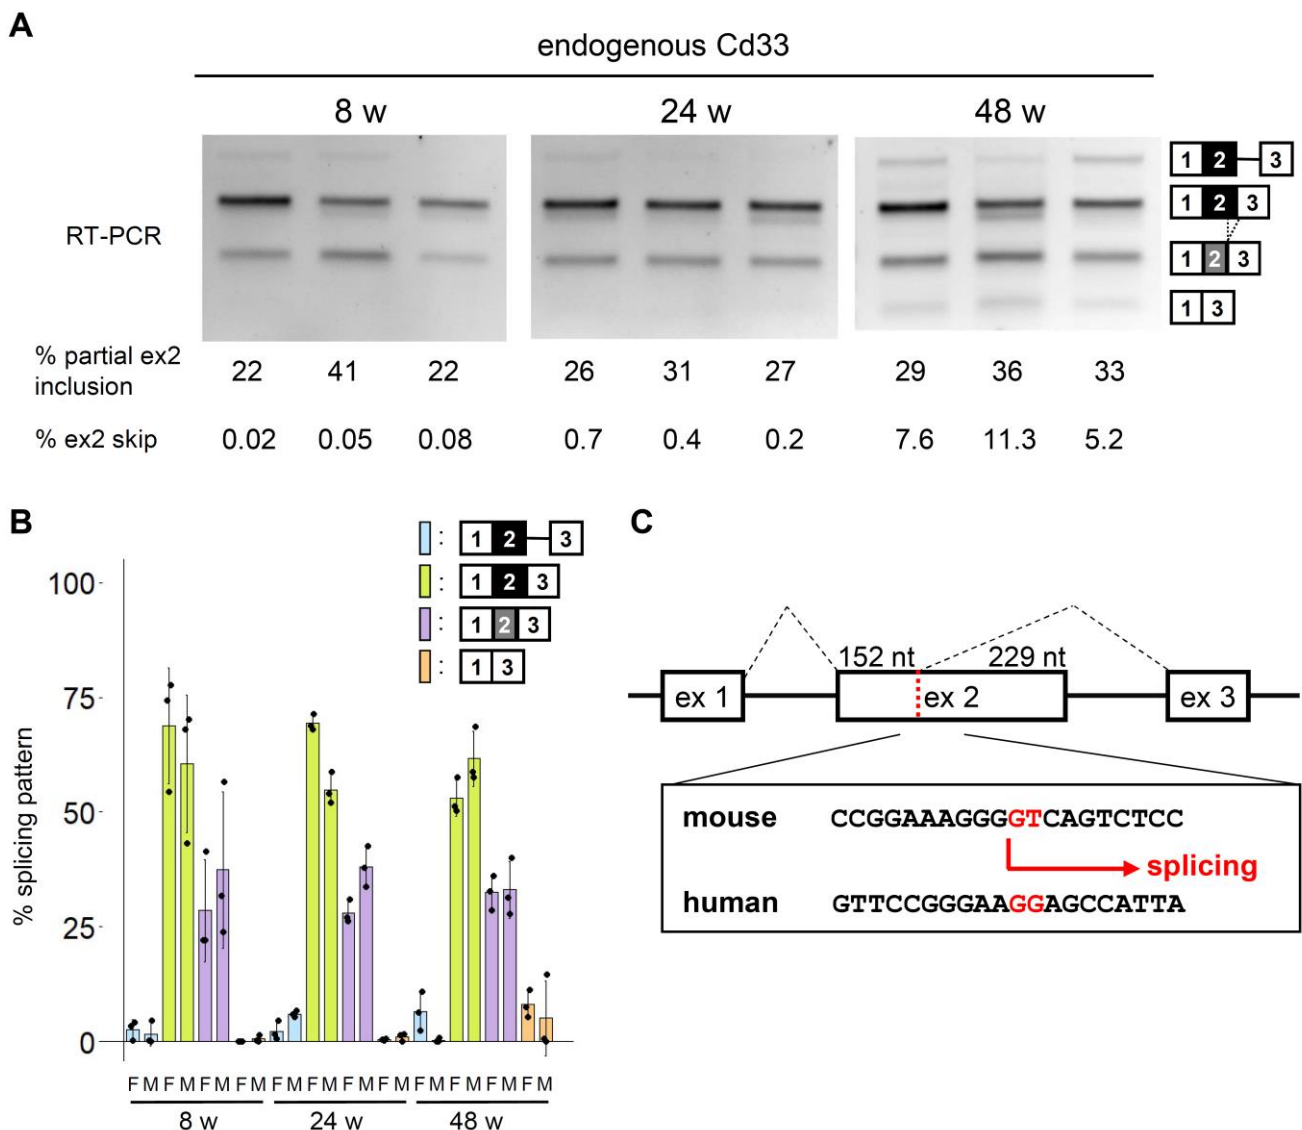 A
endogenous Cd33
8 w 24 w 48 w
RT-PCR
1 2 3
1 2 3
1 2 3
1 3
% partial ex2
inclusion
22 41 22 26 31 27 29 36 33
% ex2 skip 0.02 0.05 0.08 0.7 0.4 0.2 7.6 11.3 5.2
B
: 1 2 3
: 1 2 3
: 1 2 3
: 1 3
% splicing pattern
100
75
50
25
0
F M F M F M F M F M F M F M F M F M F M F M F M
8 w 24 w 48 w
C
152 nt 229 nt
ex 1 ex 2 ex 3
mouse CCGGAAAGGGGTCAGTCTCC
splicing
human GTTCCGGGAAGGAGCCATTA